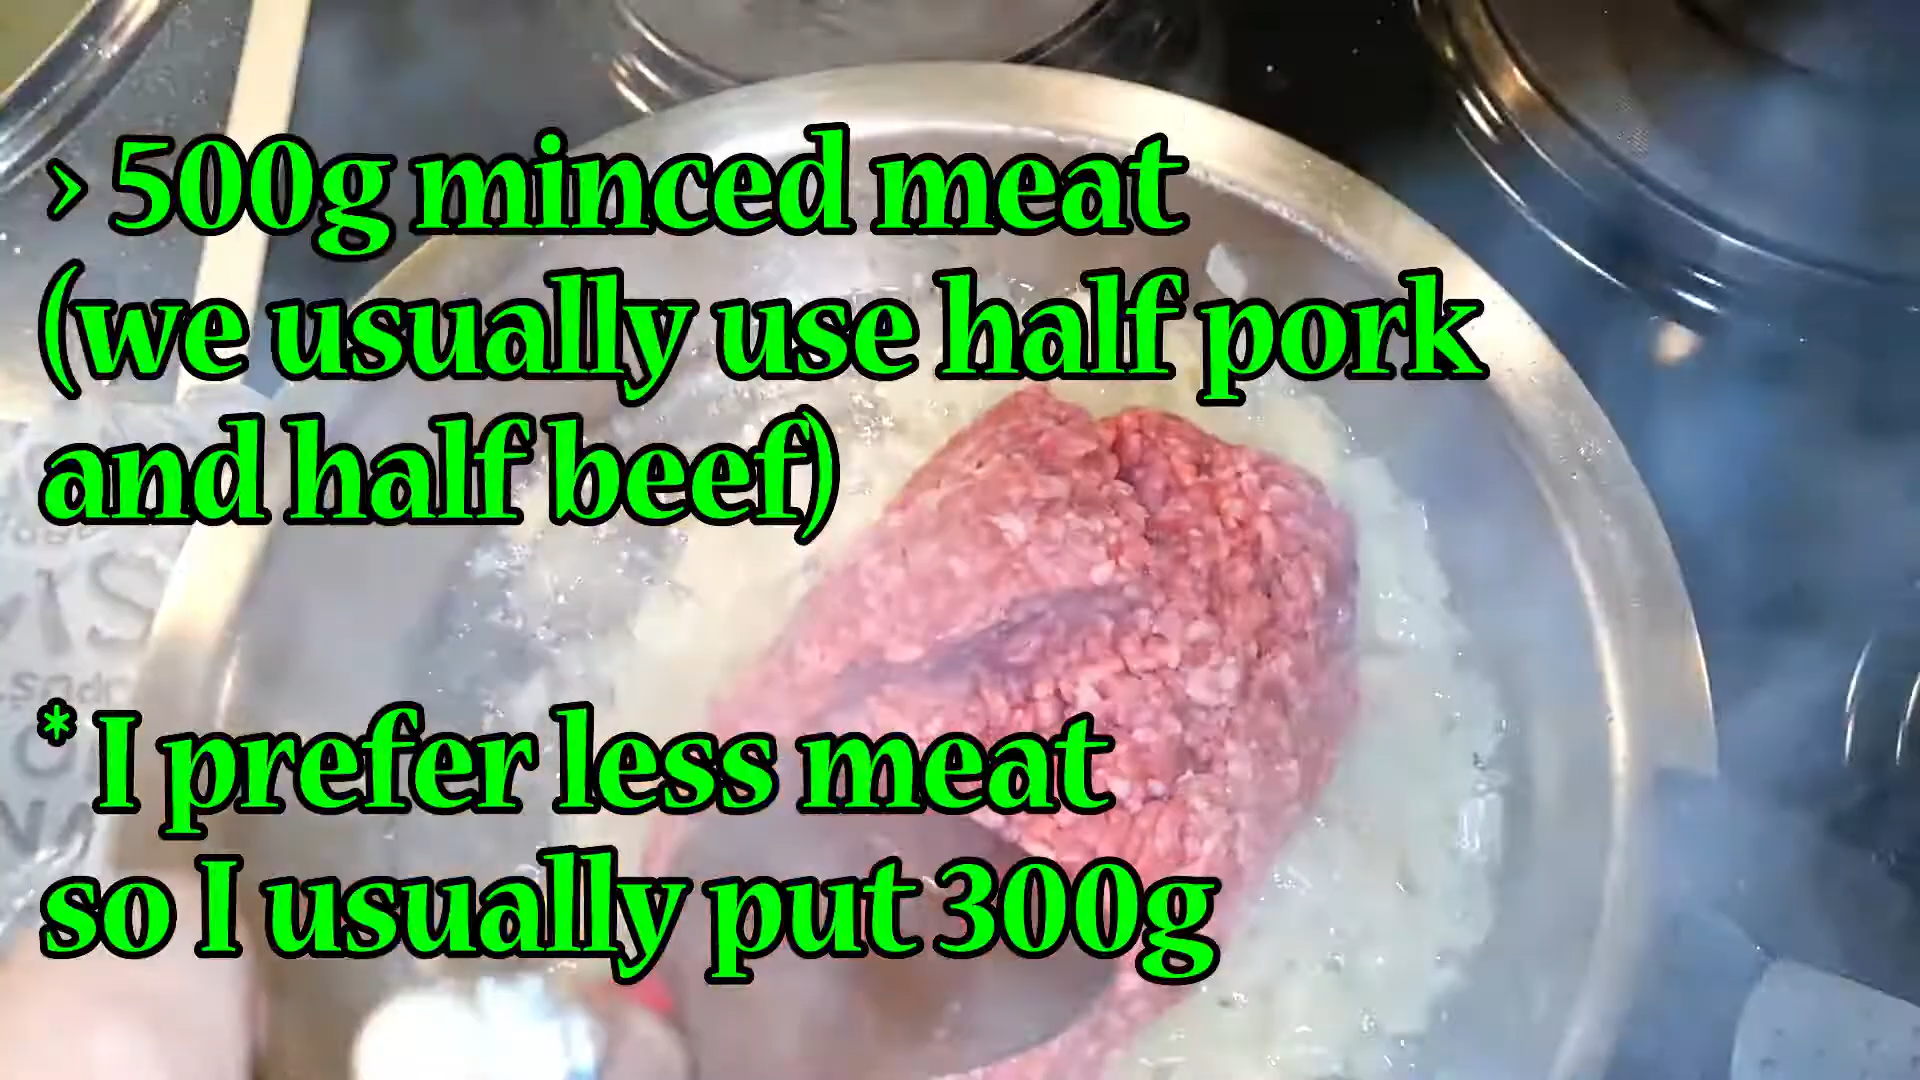 > 500g minced meat
(we usually use half pork
and half beef)
* I prefer less meat
so I usually put 300g